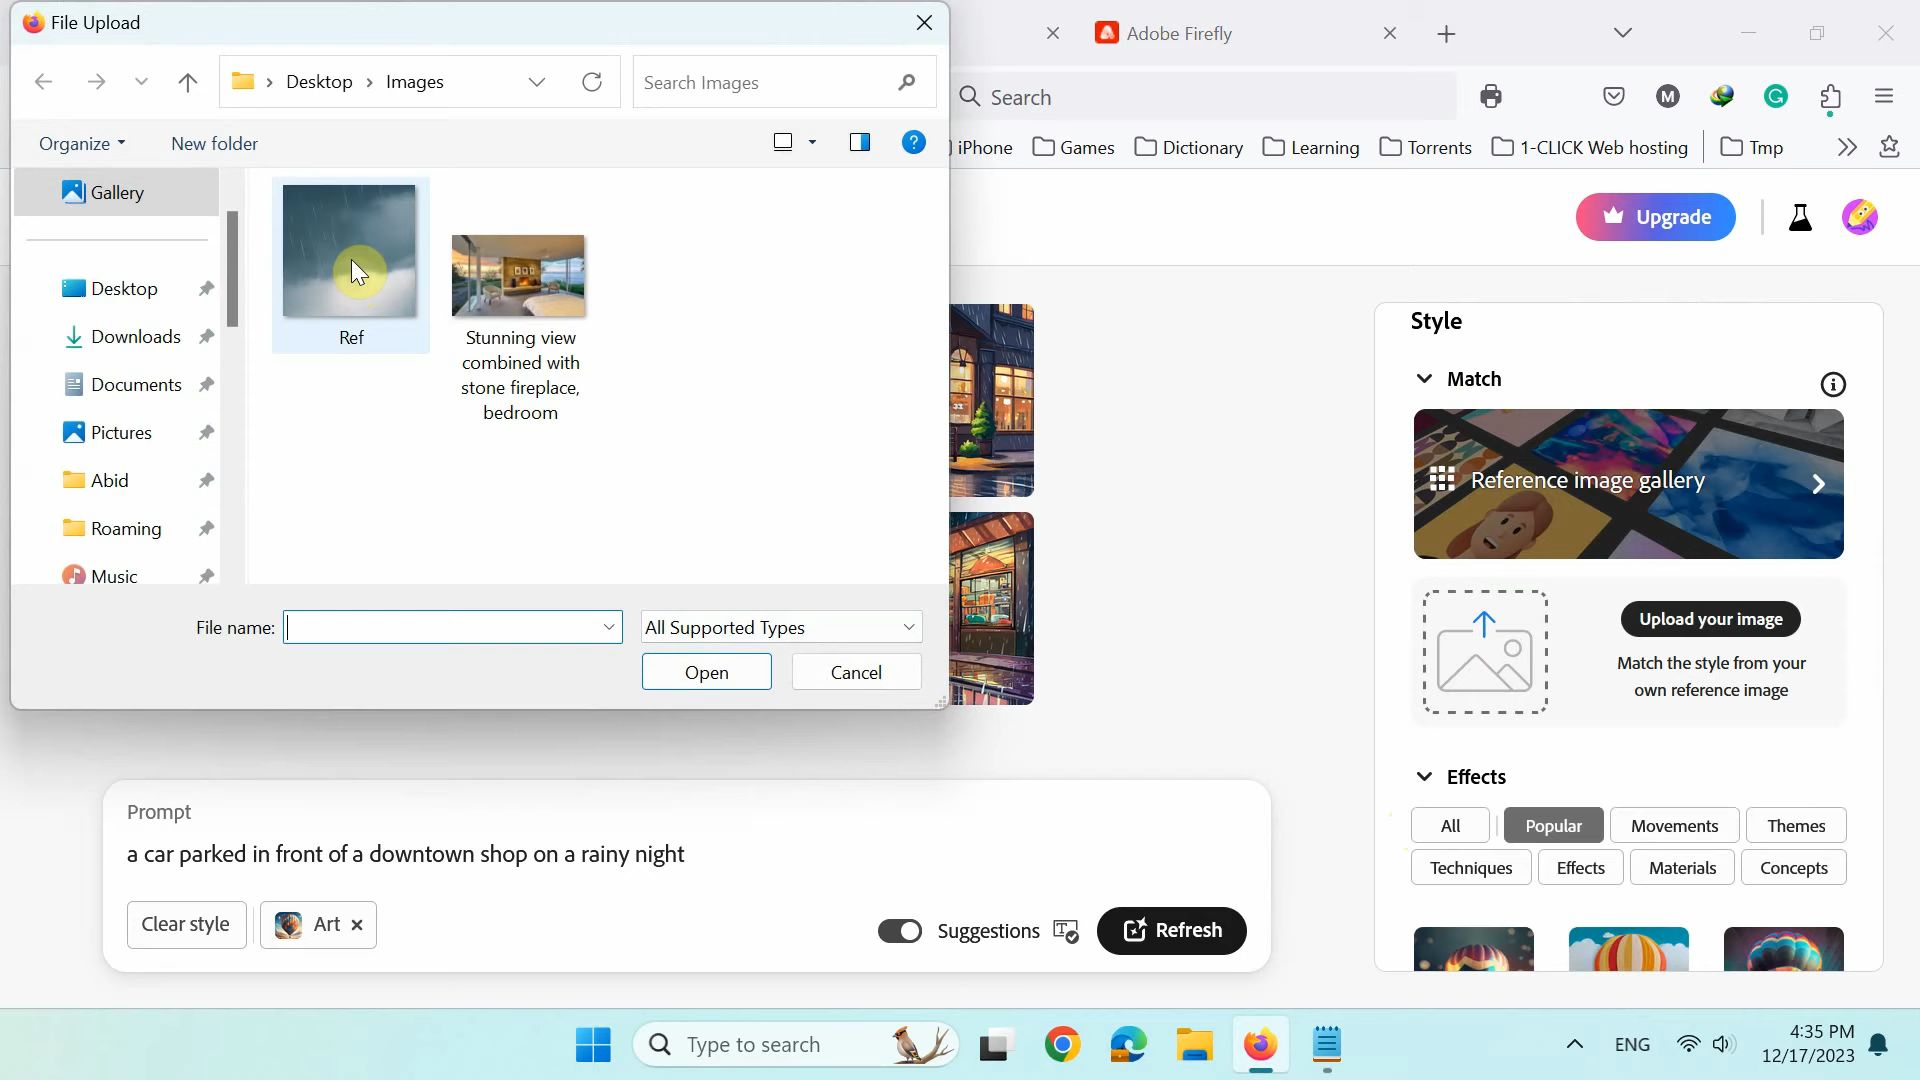 File Upload
Adobe Firefly
Desktop
Images
Search Images
Search
M
G
Organize
New folder
iPhone
Games
Dictionary
Learning
Torrents
1-CLICK Web hosting
Tmp
Gallery
Upgrade
Desktop
Downloads
Documents
Pictures
Abid
Roaming
Music
Ref
Stunning view
combined with
stone fireplace,
bedroom
Style
Match
Reference image gallery
File name:
All Supported Types
Open
Cancel
Upload your image
Match the style from your
own reference image
Effects
All
Popular
Movements
Themes
Techniques
Effects
Materials
Concepts
Prompt
a car parked in front of a downtown shop on a rainy night
Clear style
Art
Suggestions
Refresh
Type to search
ENG
4:35 PM
12/17/2023